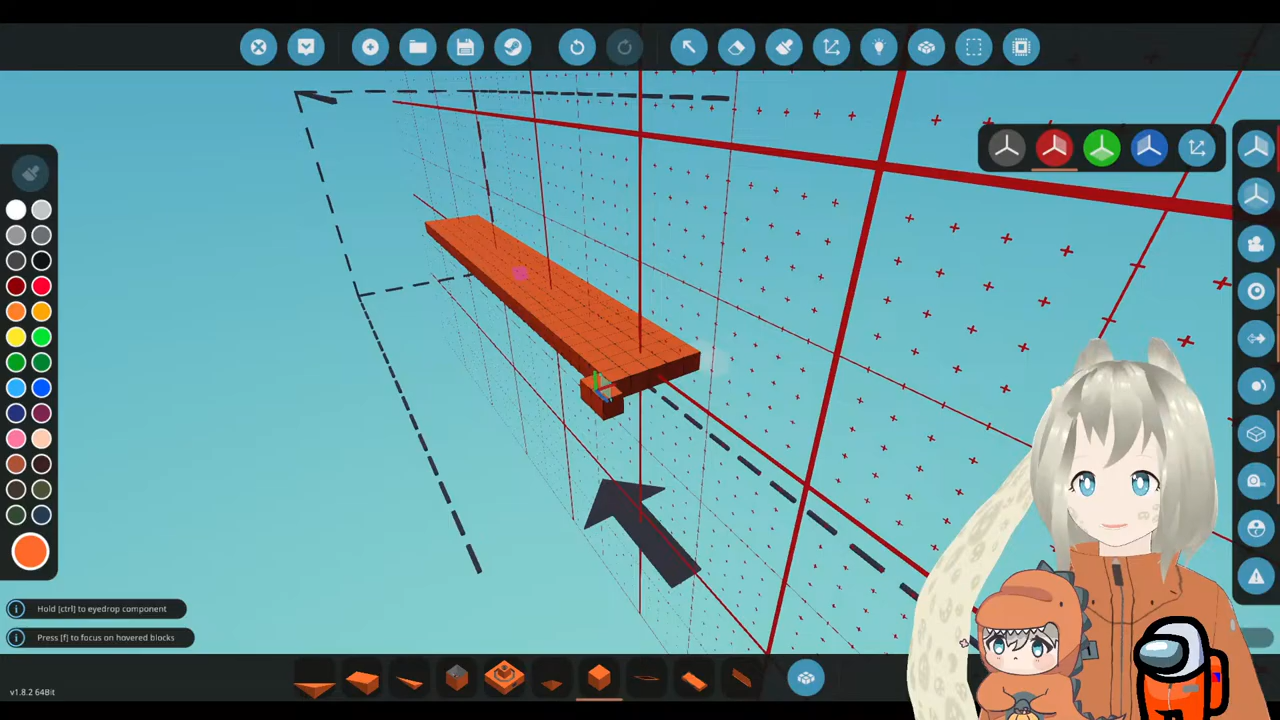 Hold [ctrl] to eyedrop component
Press [f] to focus on hovered blocks
v1.8.2 64Bit